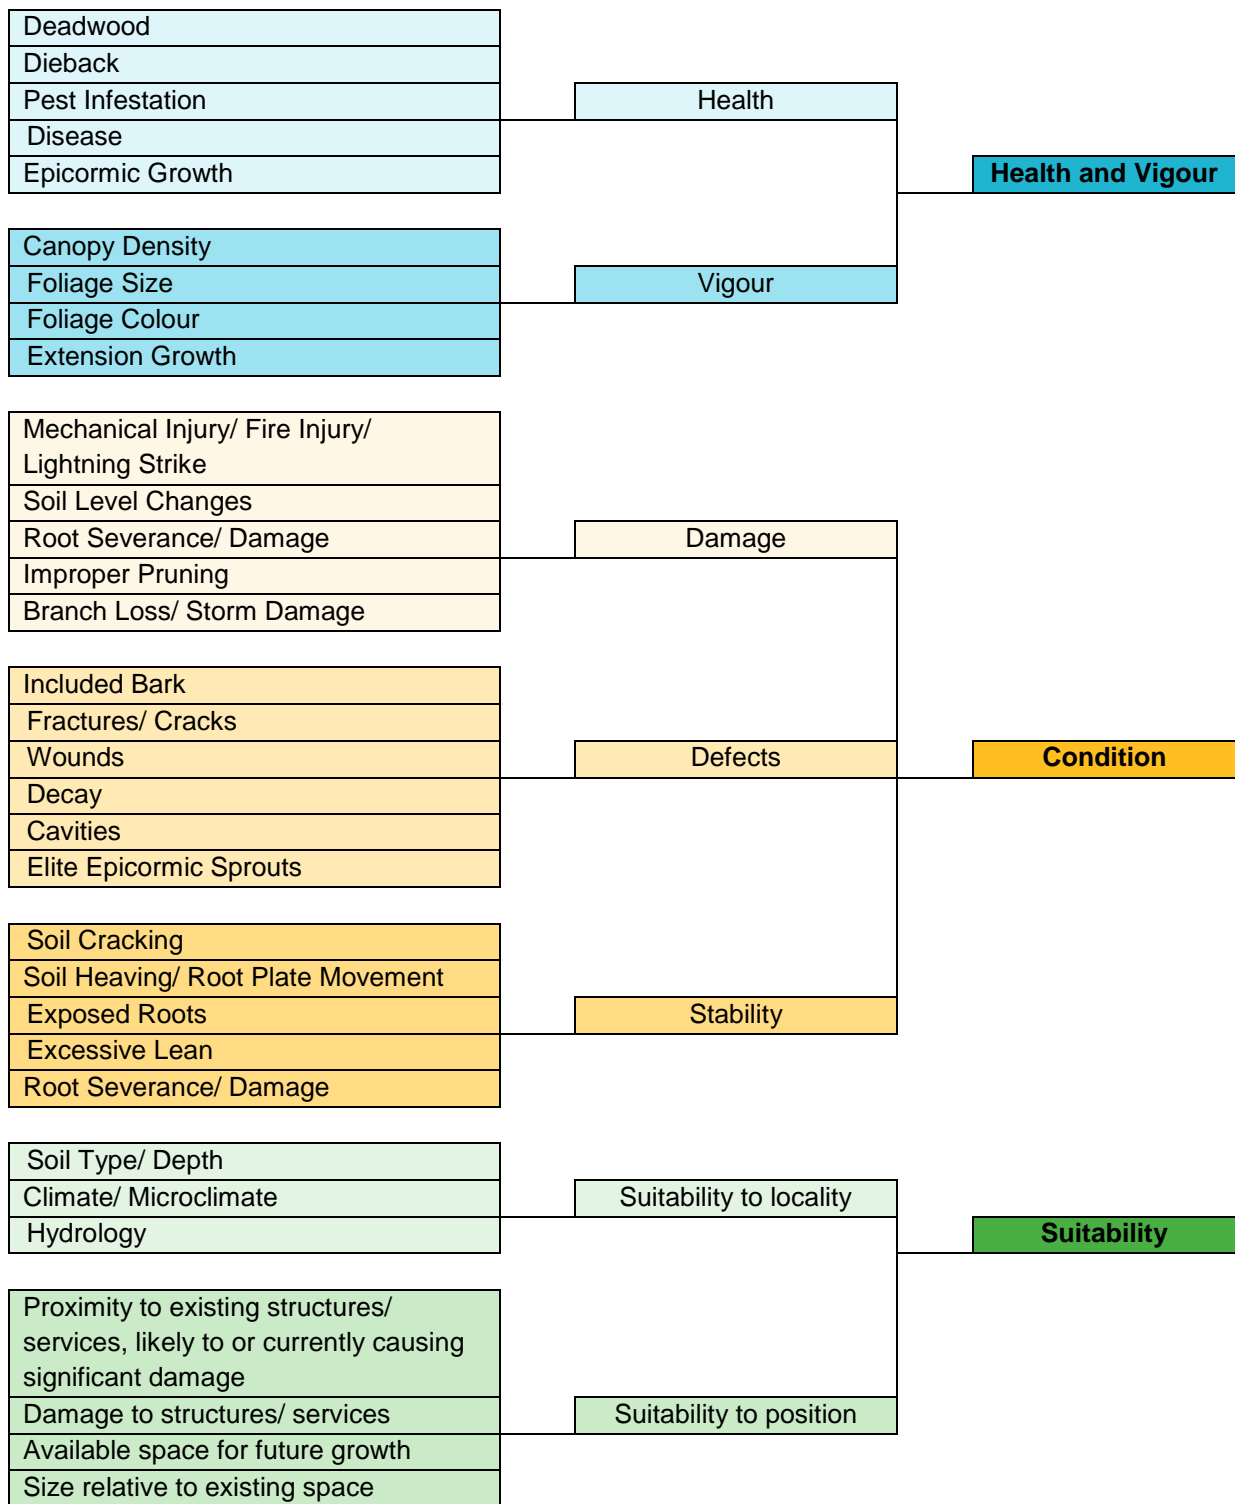 Deadwood
Dieback
Pest Infestation
Health
Disease
Epicormic Growth
Health and Vigour
Canopy Density
Foliage Size
Vigour
Foliage Colour
Extension Growth
Mechanical Injury/ Fire Injury/
Lightning Strike
Soil Level Changes
Root Severance/ Damage
Damage
Improper Pruning
Branch Loss/ Storm Damage
Included Bark
Fractures/ Cracks
Wounds
Defects
Condition
Decay
Cavities
Elite Epicormic Sprouts
Soil Cracking
Soil Heaving/ Root Plate Movement
Exposed Roots
Stability
Excessive Lean
Root Severance/ Damage
Soil Type/ Depth
Climate/ Microclimate
Suitability to locality
Hydrology
Suitability
Proximity to existing structures/
services, likely to or currently causing
significant damage
Damage to structures/ services
Suitability to position
Available space for future growth
Size relative to existing space